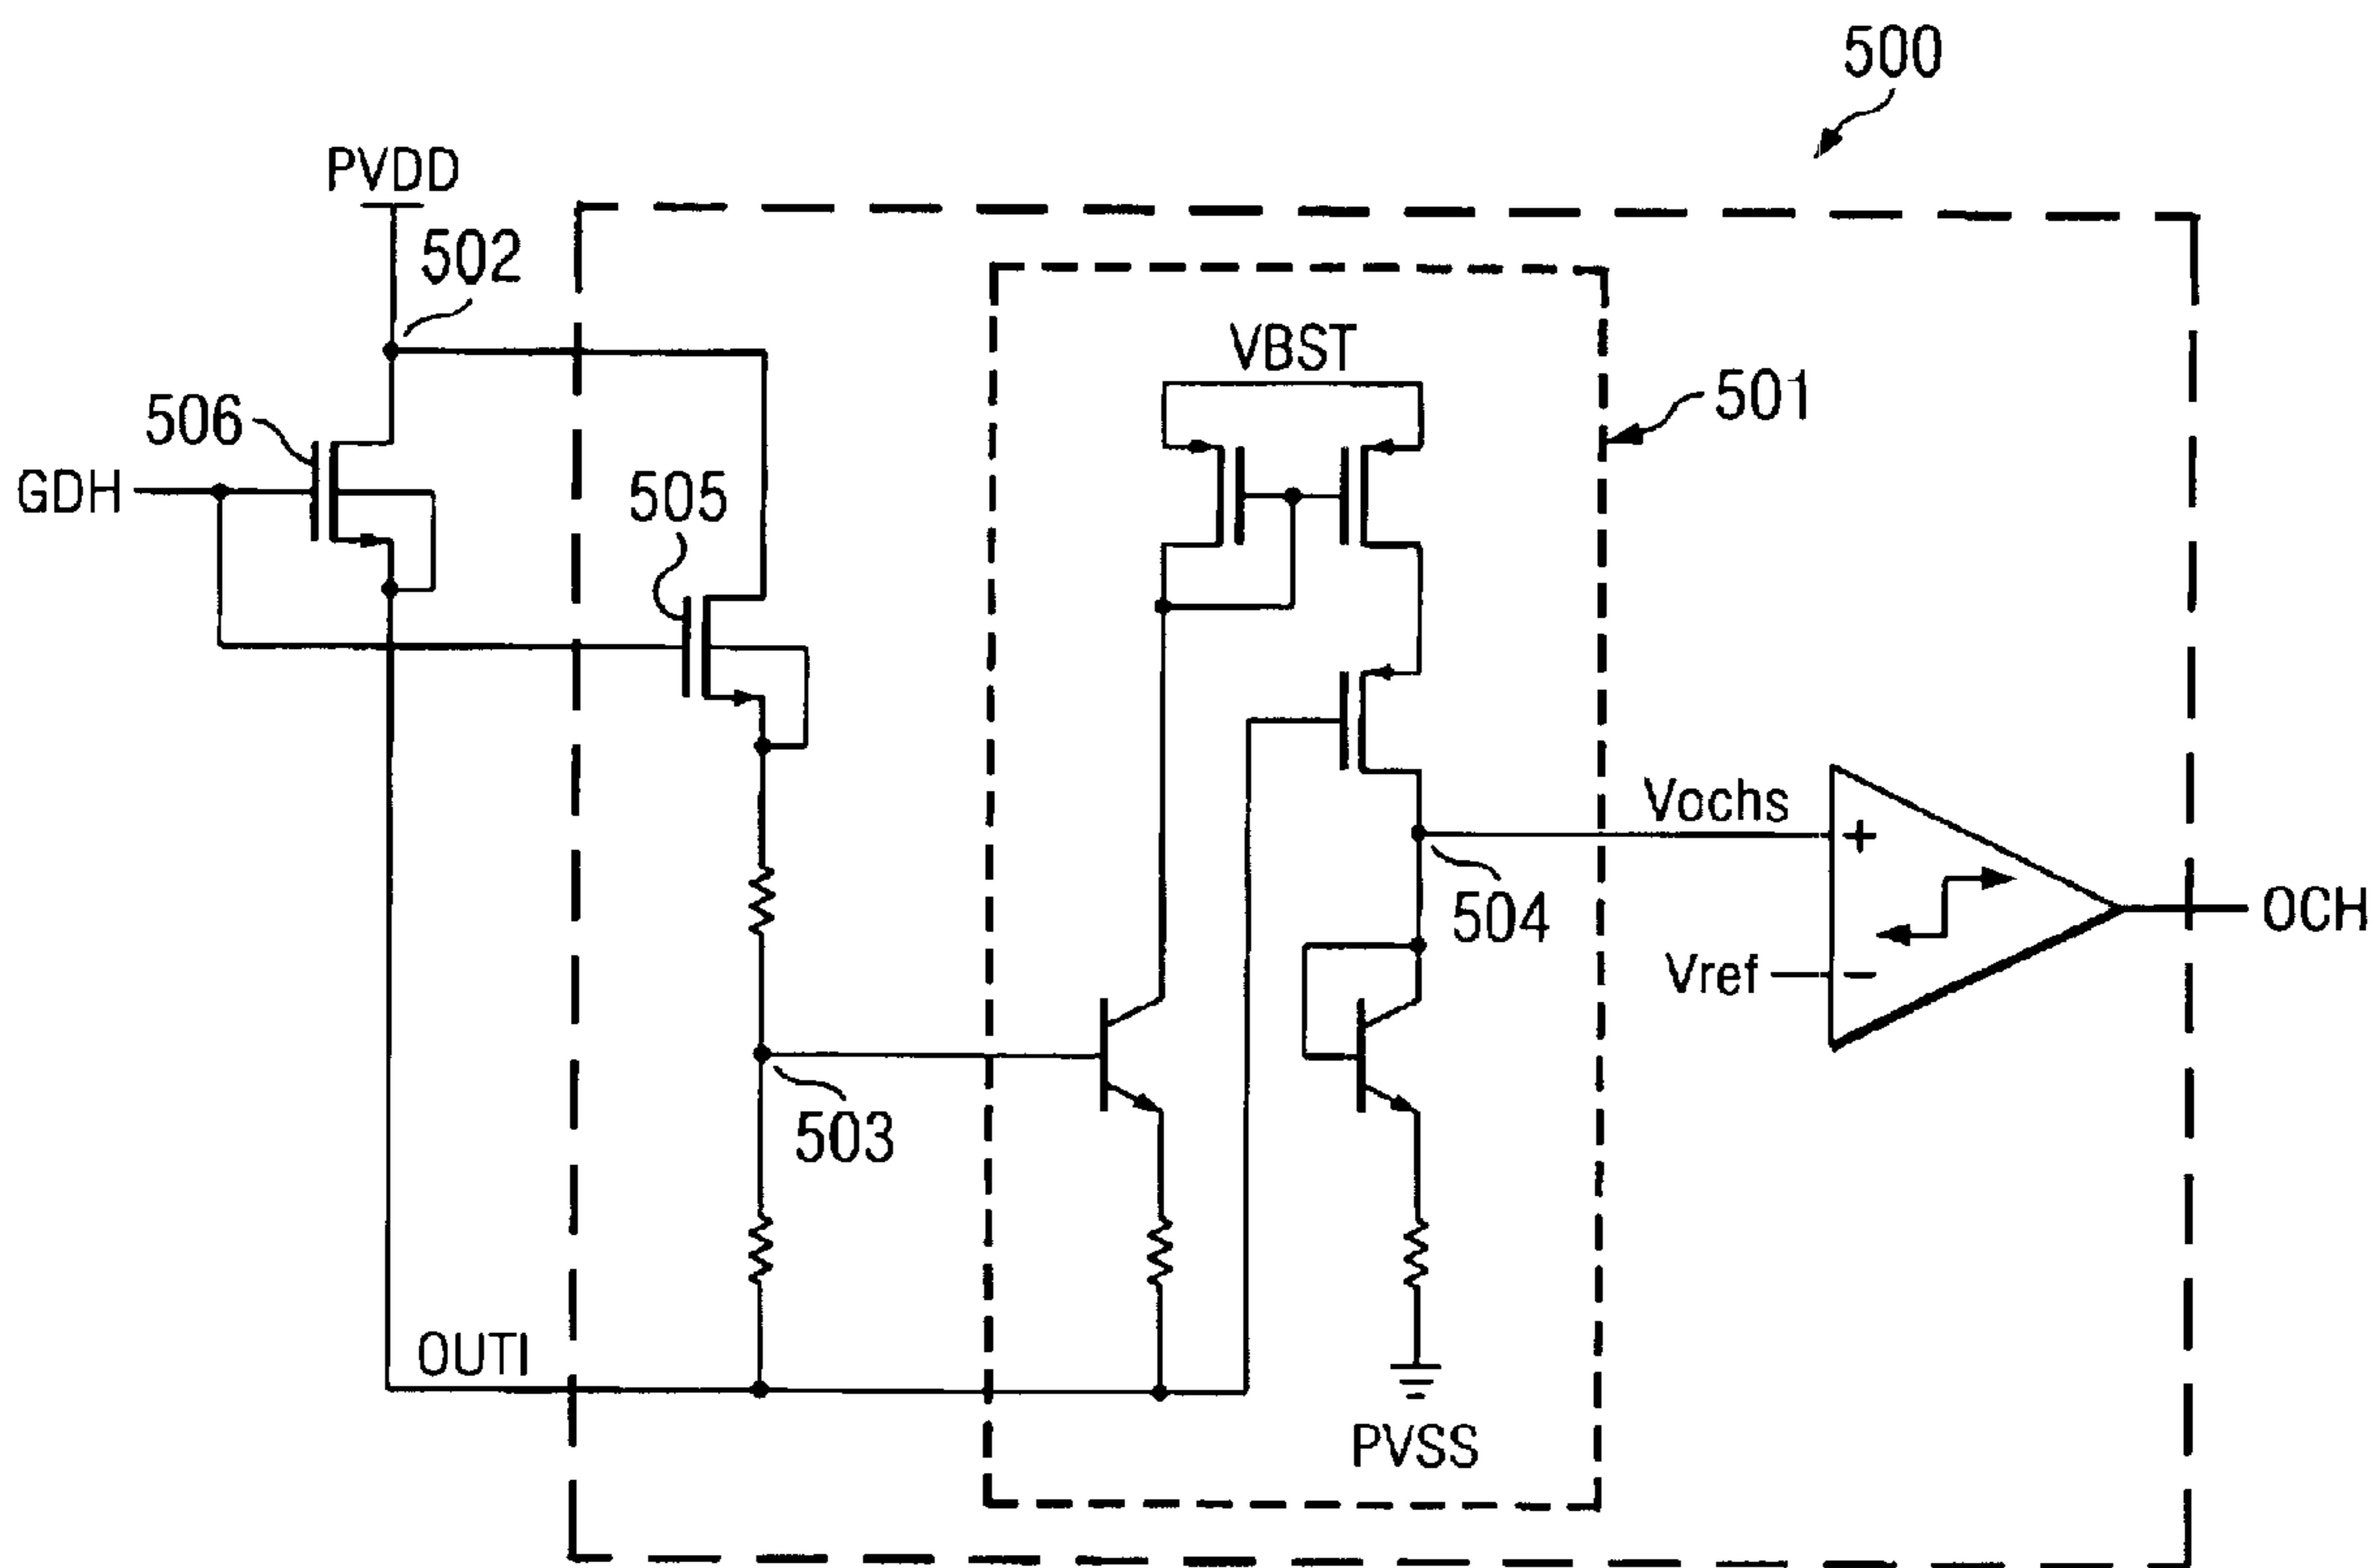 500
PVDD
502
VBST
501
506
GDH
505
Vochs
+
504
OCH
Vref
−
503
OUTI
PVSS